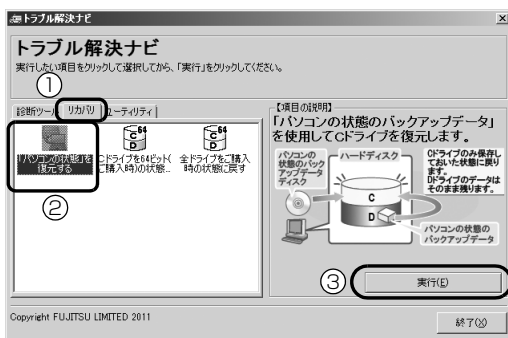 トラブル解決ナビ
トラブル解決ナビ
実行したい項目をクリックして選択してから、「実行」をクリックしてください。
①
診断ツール
リカバリ
ユーティリティ
「パソコンの状態」を
復元する
Cドライブを64ビット(
ご購入時)の状態...
全ドライブをご購入
時の状態に戻す
②
【項目の説明】
「パソコンの状態のバックアップデータ」
を使用してCドライブを復元します。
パソコンの
状態のバック
アップデータ
ディスク
ハードディスク
Cドライブのみ保存し
ておいた状態に戻り
ます。
Dドライブのデータは
そのまま残ります。
C
D
パソコンの状態の
バックアップデータ
③
実行(E)
Copyright FUJITSU LIMITED 2011
終了(X)